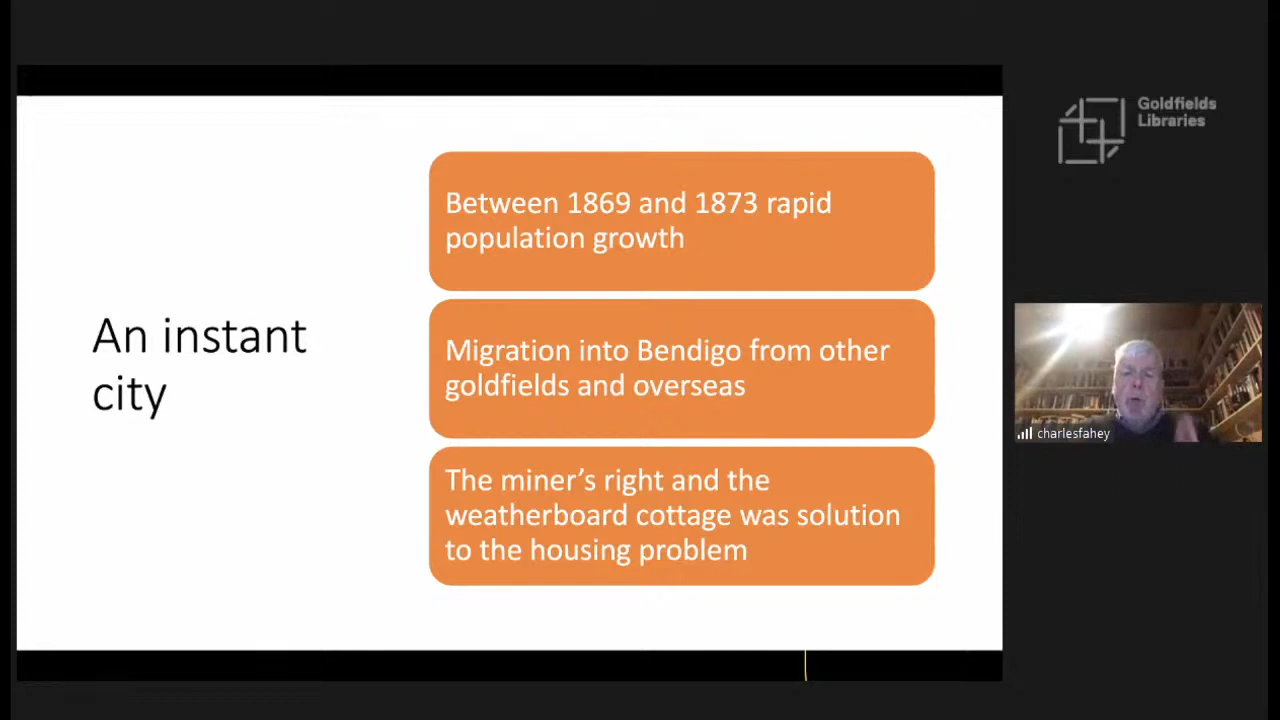 An instant
city
Between 1869 and 1873 rapid
population growth
Migration into Bendigo from other
goldfields and overseas
The miner’s right and the
weatherboard cottage was solution
to the housing problem
Goldfields
Libraries
charlesfahey